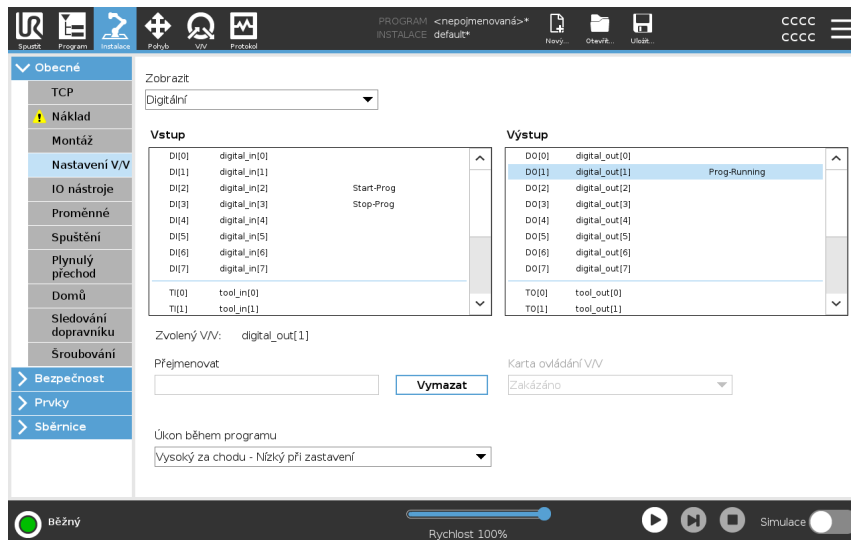 UR
PROGRAM <nepojmenovaná>*
INSTALACE default*
CCCC
CCCC
Spustit Program Instalace Pohyb V/V Protokol Nový... Otevřít... Uložit...
Obecné
TCP
Náklad
Montáž
Nastavení V/V
IO nástroje
Proměnné
Spuštění
Plynulý
přechod
Domů
Sledování
dopravníku
Šroubování
Bezpečnost
Prvky
Sběrnice
Zobrazit
Digitální
Vstup
DI[0] digital_in[0]
DI[1] digital_in[1]
DI[2] digital_in[2] Start-Prog
DI[3] digital_in[3] Stop-Prog
DI[4] digital_in[4]
DI[5] digital_in[5]
DI[6] digital_in[6]
DI[7] digital_in[7]
TI[0] tool_in[0]
TI[1] tool_in[1]
Výstup
DO[0] digital_out[0]
DO[1] digital_out[1] Prog-Running
DO[2] digital_out[2]
DO[3] digital_out[3]
DO[4] digital_out[4]
DO[5] digital_out[5]
DO[6] digital_out[6]
DO[7] digital_out[7]
TO[0] tool_out[0]
TO[1] tool_out[1]
Zvolený V/V: digital_out[1]
Přejmenovat
Vymazat
Karta ovládání V/V
Zakázáno
Úkon během programu
Vysoký za chodu - Nízký při zastavení
Běžný
Rychlost 100%
Simulace